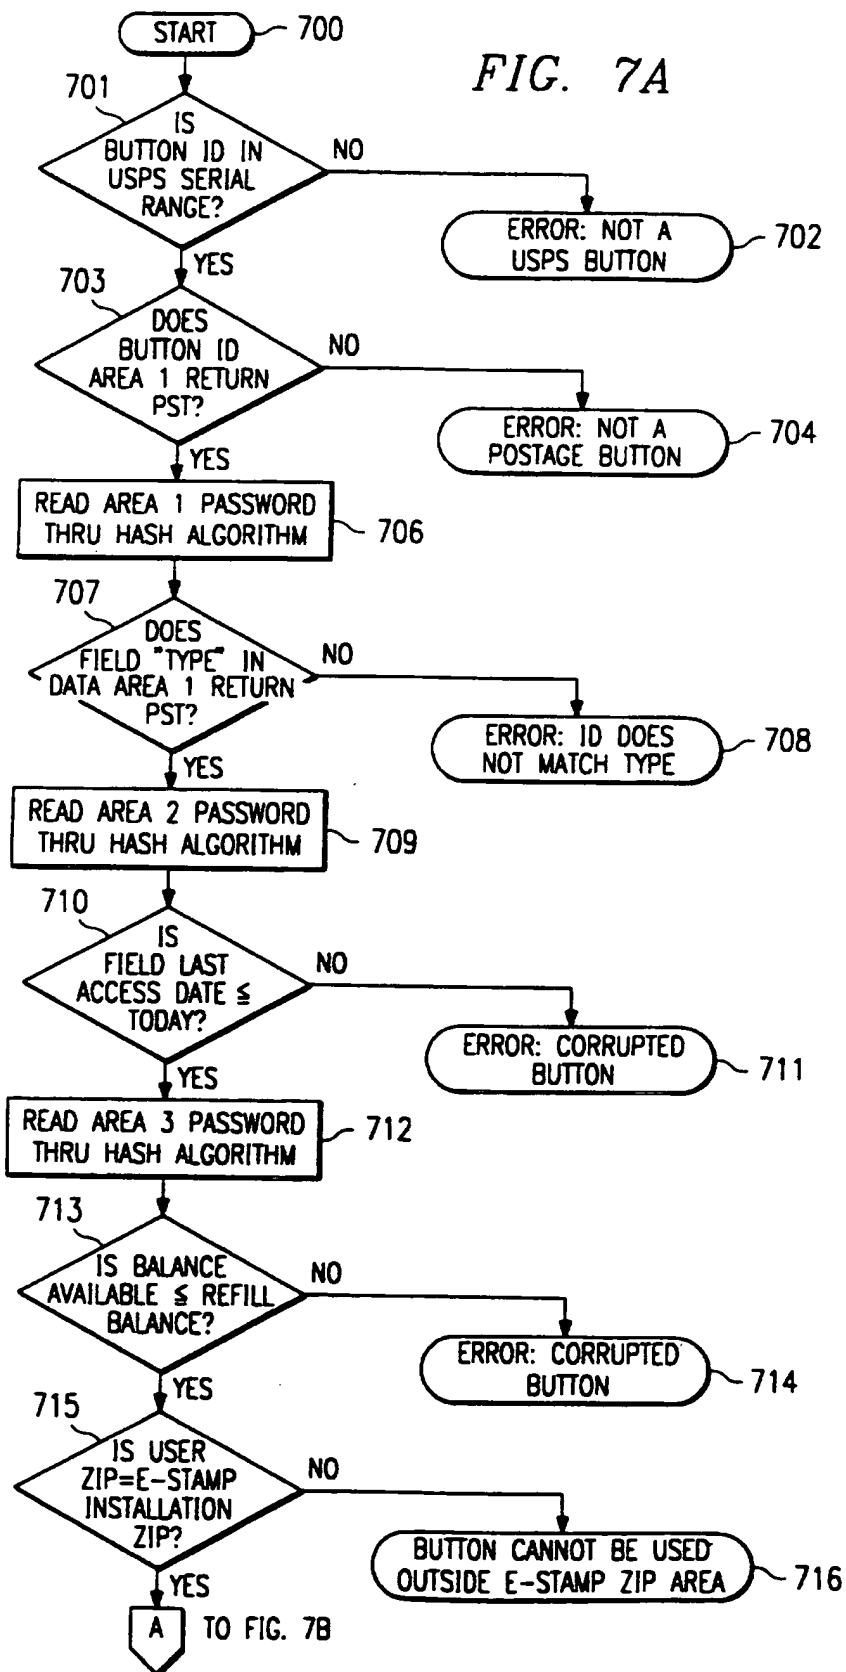 START
700
FIG. 7A
701
IS
BUTTON ID IN
USPS SERIAL
RANGE?
NO
ERROR: NOT A
USPS BUTTON
702
YES
703
DOES
BUTTON ID
AREA 1 RETURN
PST?
NO
ERROR: NOT A
POSTAGE BUTTON
704
YES
READ AREA 1 PASSWORD
THRU HASH ALGORITHM
706
707
DOES
FIELD "TYPE" IN
DATA AREA 1 RETURN
PST?
NO
ERROR: ID DOES
NOT MATCH TYPE
708
YES
READ AREA 2 PASSWORD
THRU HASH ALGORITHM
709
710
IS
FIELD LAST
ACCESS DATE ≦
TODAY?
NO
ERROR: CORRUPTED
BUTTON
711
YES
READ AREA 3 PASSWORD
THRU HASH ALGORITHM
712
713
IS BALANCE
AVAILABLE ≦ REFILL
BALANCE?
NO
ERROR: CORRUPTED
BUTTON
714
YES
715
IS USER
ZIP=E-STAMP
INSTALLATION
ZIP?
NO
BUTTON CANNOT BE USED
OUTSIDE E-STAMP ZIP AREA
716
YES
A
TO FIG. 7B